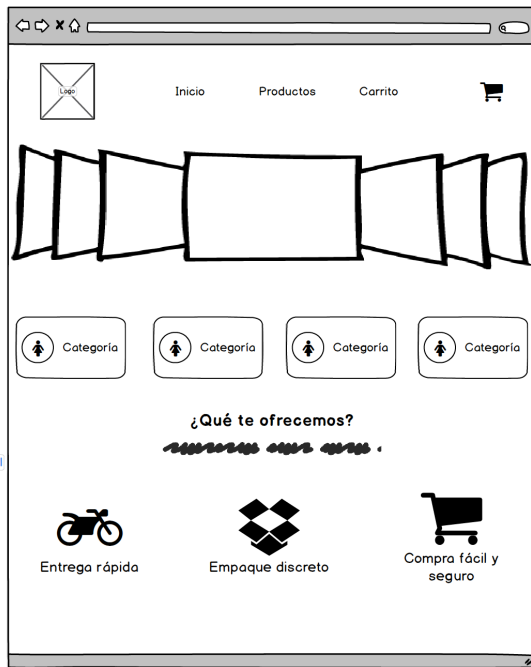 Logo
Inicio Productos Carrito
Categoría Categoría Categoría Categoría
¿Qué te ofrecemos?
Entrega rápida Empaque discreto Compra fácil y
seguro